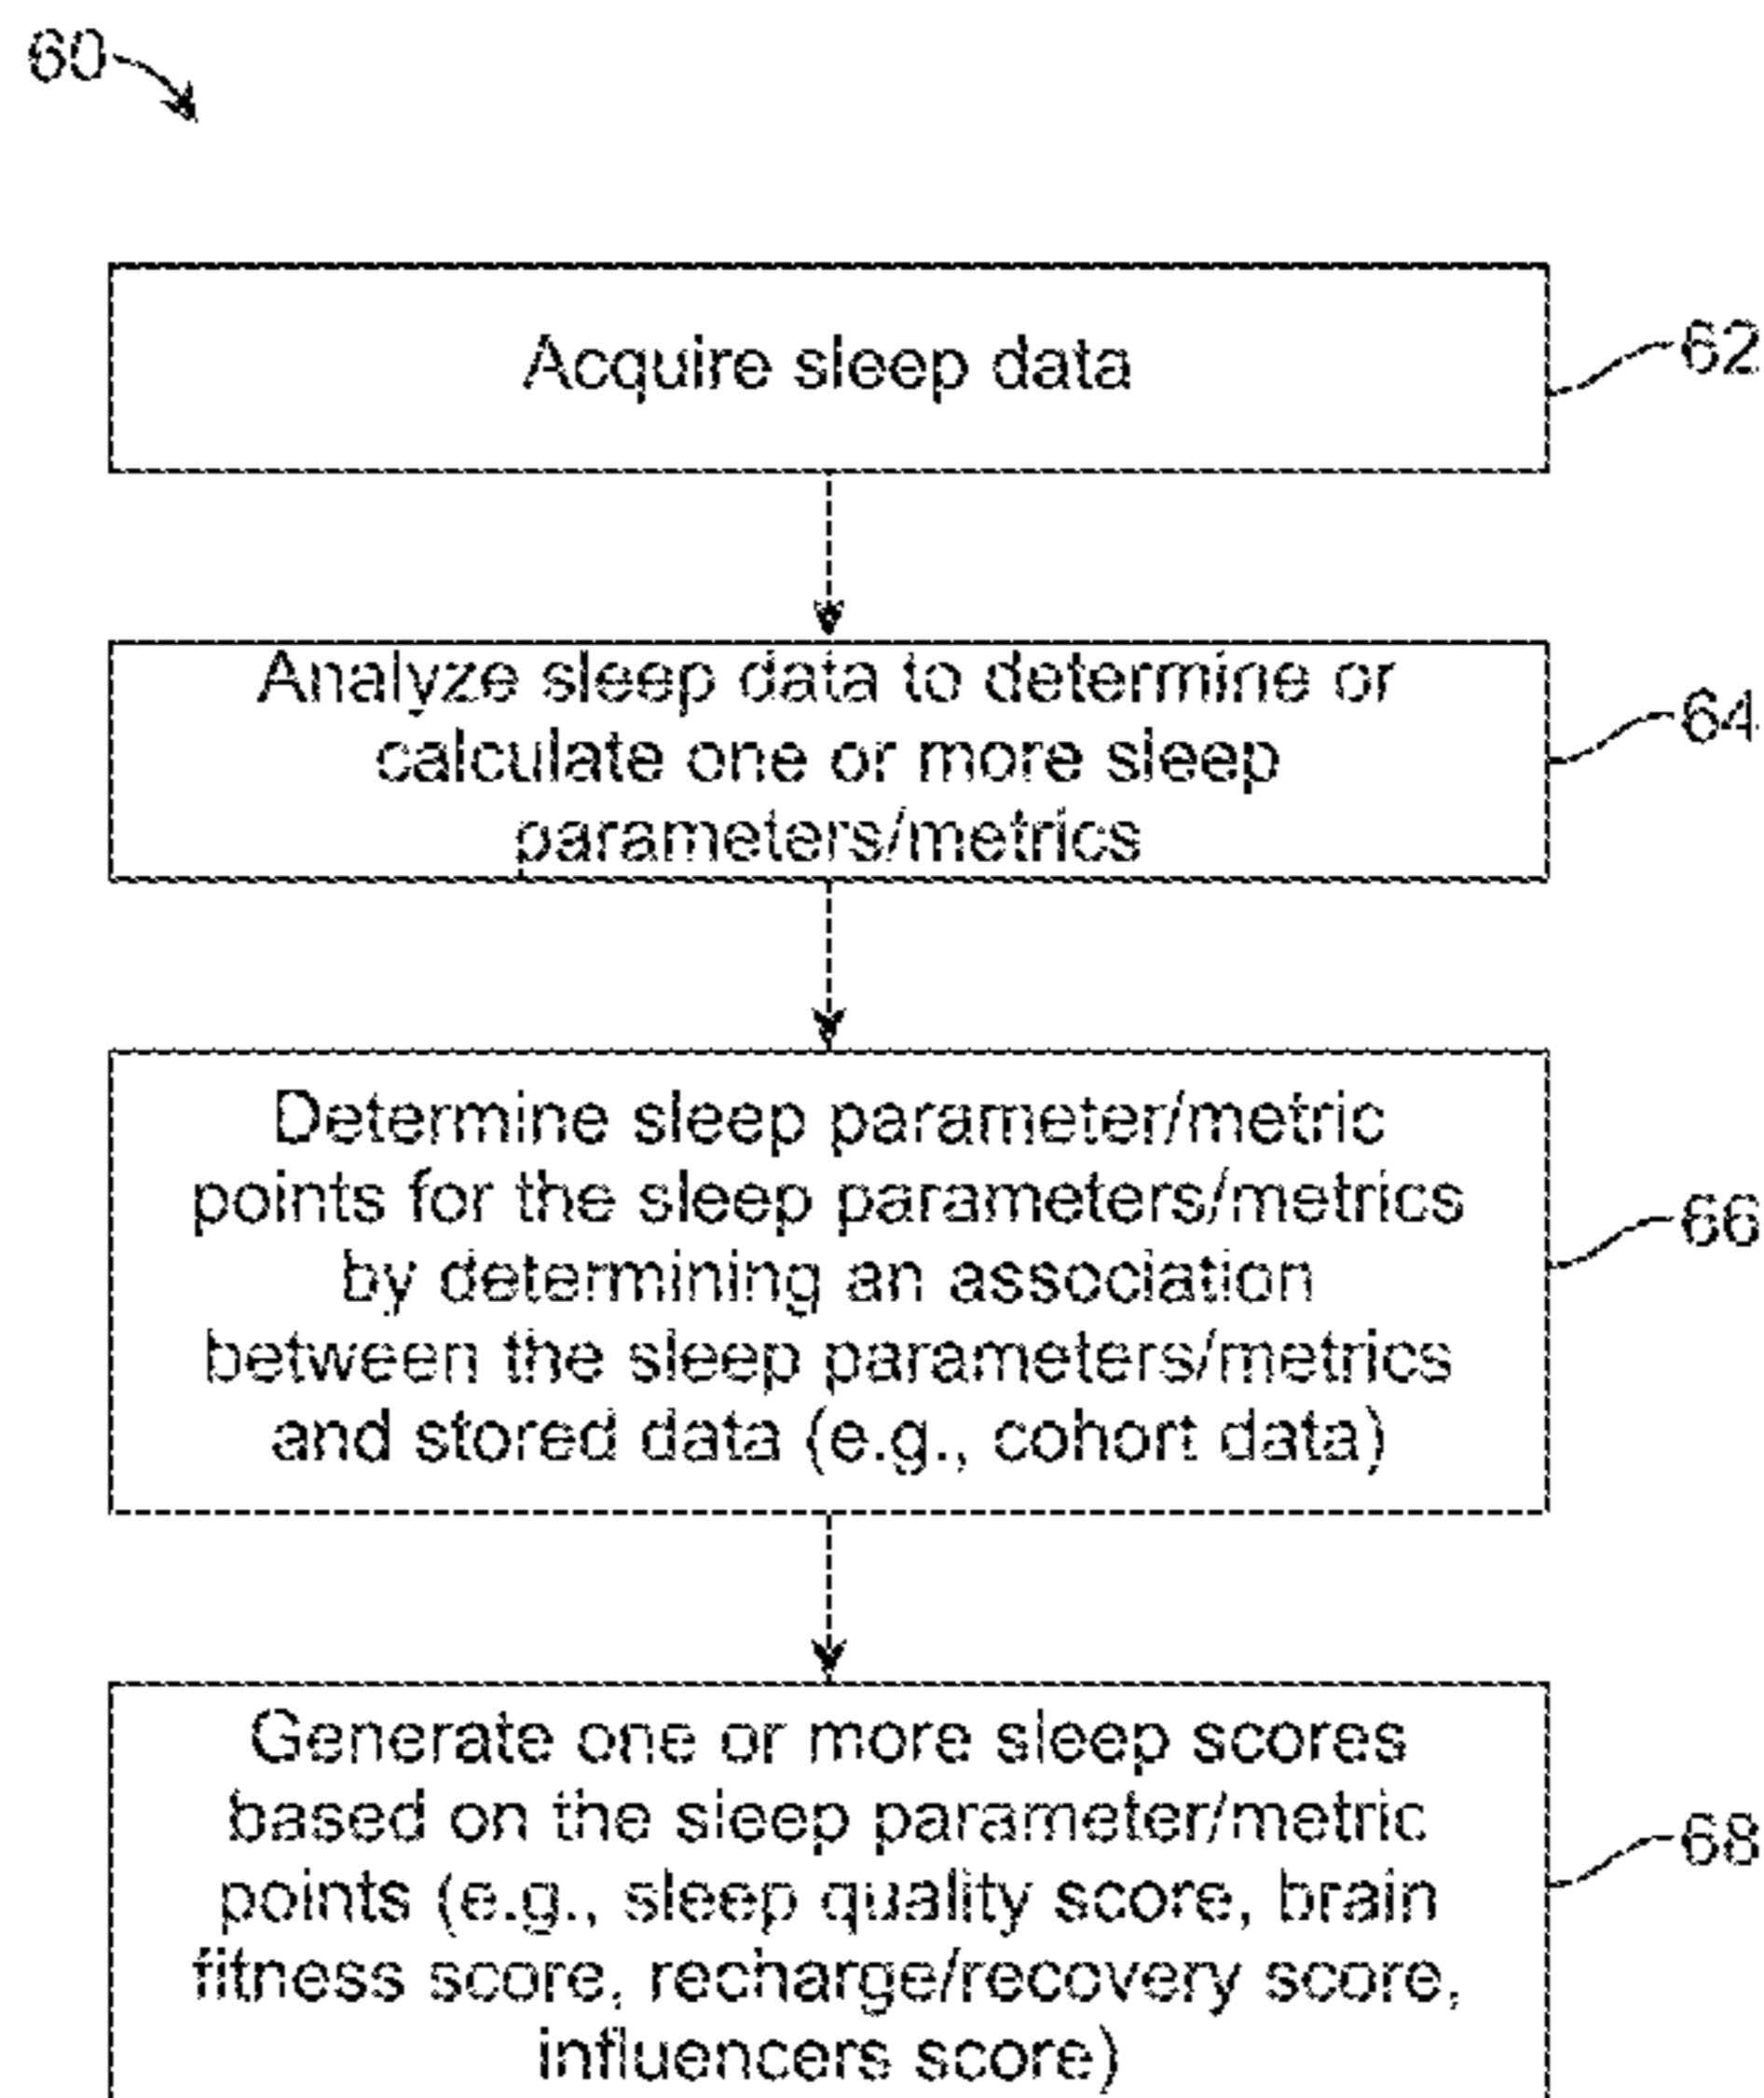 60
Acquire sleep data
62
Analyze sleep data to determine or
calculate one or more sleep
parameters/metrics
64
Determine sleep parameter/metric
points for the sleep parameters/metrics
by determining an association
between the sleep parameters/metrics
and stored data (e.g., cohort data)
66
Generate one or more sleep scores
based on the sleep parameter/metric
points (e.g., sleep quality score, brain
fitness score, recharge/recovery score,
influencers score)
68